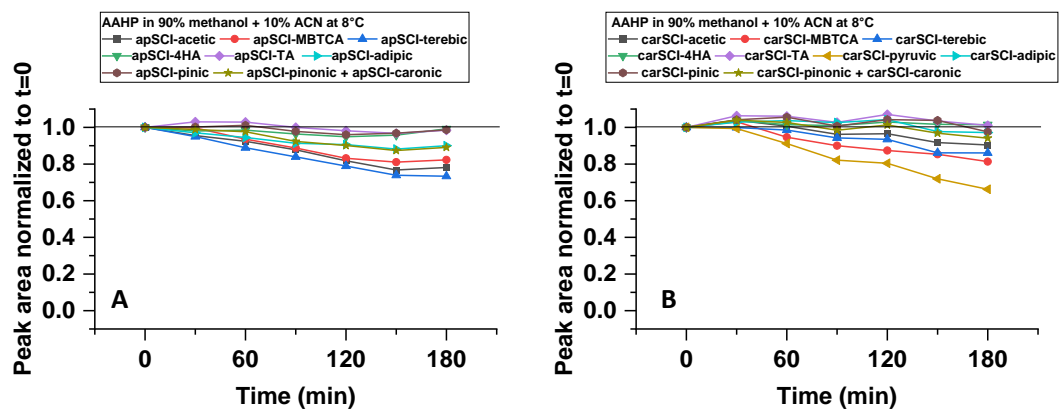 AAHP in 90% methanol + 10% ACN at 8°C
apSCI-acetic apSCI-MBTCA apSCI-terebic
apSCI-4HA apSCI-TA apSCI-adipic
apSCI-pinic apSCI-pinonic + apSCI-caronic
Peak area normalized to t=0
1.0
0.8
0.6
0.4
0.2
0.0
A
0 60 120 180
Time (min)
AAHP in 90% methanol + 10% ACN at 8°C
carSCI-acetic carSCI-MBTCA carSCI-terebic
carSCI-4HA carSCI-TA carSCI-pyruvic carSCI-adipic
carSCI-pinic carSCI-pinonic + carSCI-caronic
Peak area normalized to t=0
1.0
0.8
0.6
0.4
0.2
0.0
B
0 60 120 180
Time (min)